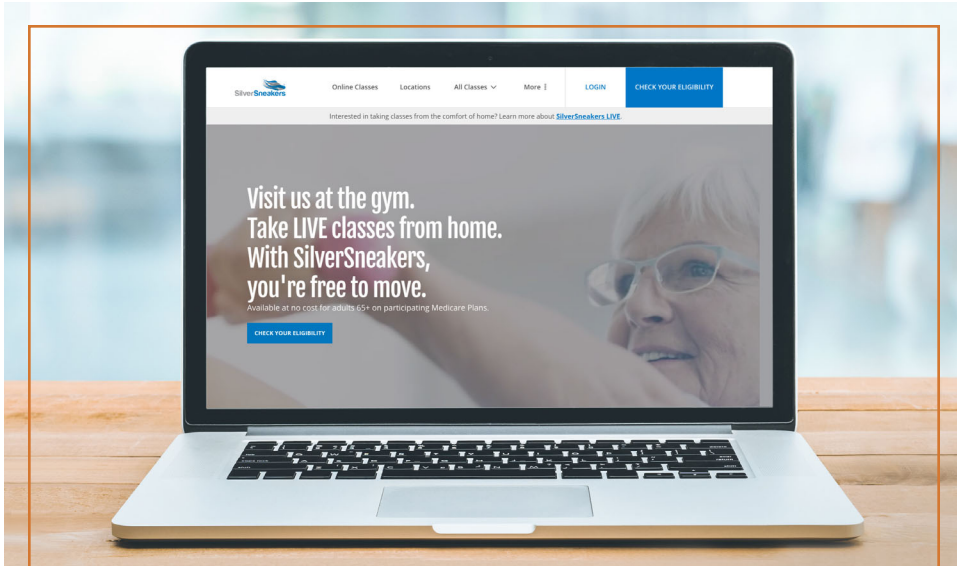 SilverSneakers
Online Classes
Locations
All Classes
More
LOGIN
CHECK YOUR ELIGIBILITY
Interested in taking classes from the comfort of home? Learn more about SilverSneakers LIVE.
Visit us at the gym.
Take LIVE classes from home.
With SilverSneakers,
you're free to move.
Available at no cost for adults 65+ on participating Medicare Plans.
CHECK YOUR ELIGIBILITY